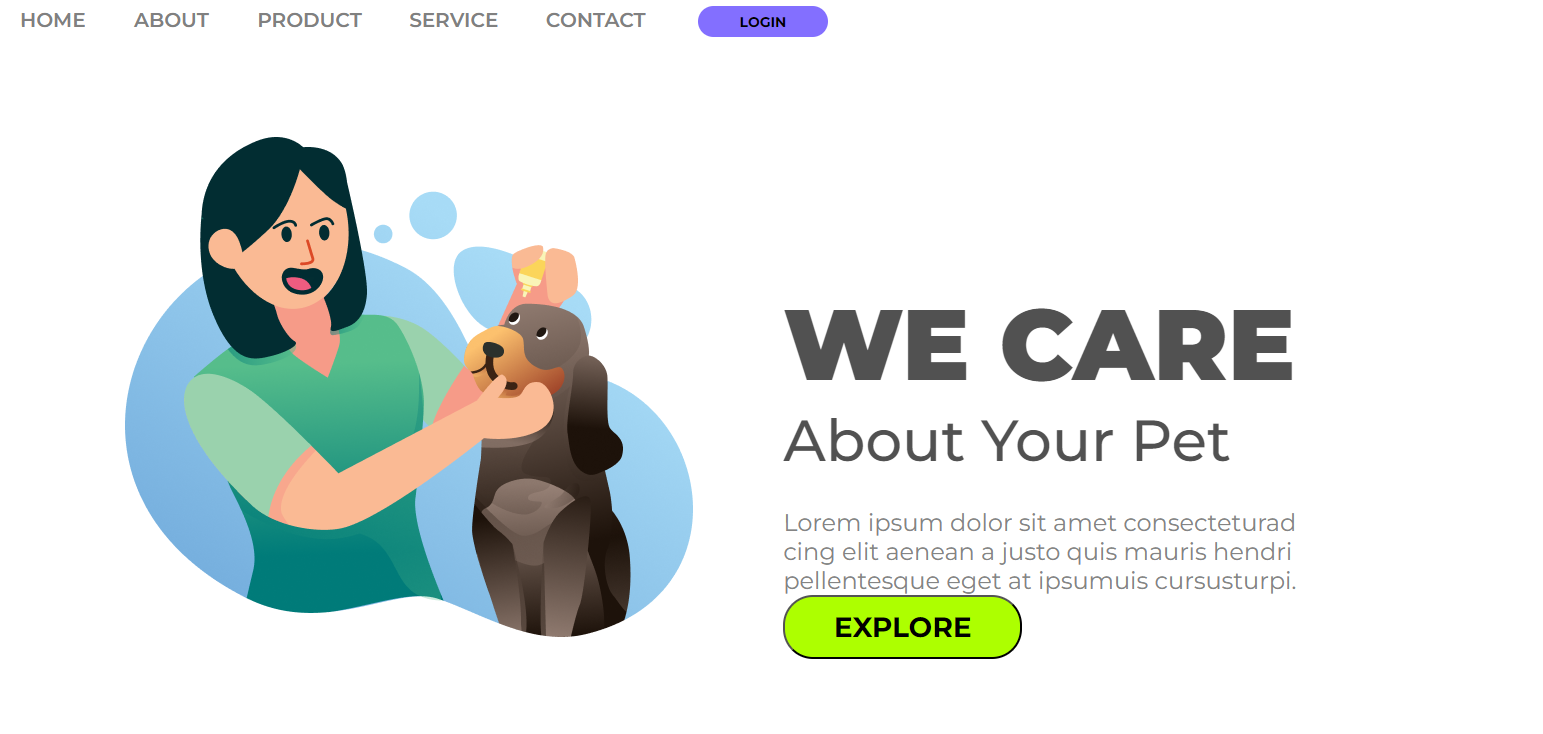 HOME ABOUT PRODUCT SERVICE CONTACT LOGIN
WE CARE
About Your Pet
Lorem ipsum dolor sit amet consecteturad
cing elit aenean a justo quis mauris hendri
pellentesque eget at ipsumuis cursusturpi.
EXPLORE